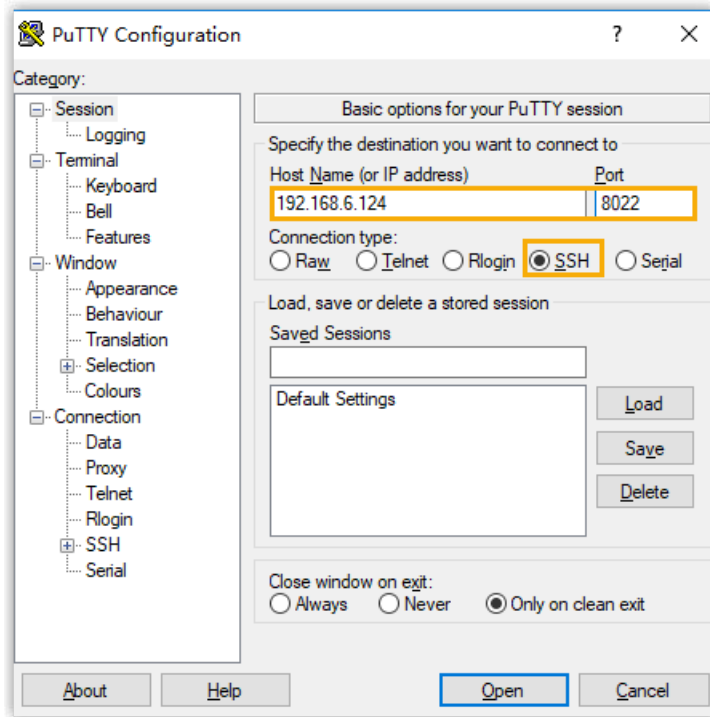 PuTTY Configuration ? ×
Category:
Session
Logging
Terminal
Keyboard
Bell
Features
Window
Appearance
Behaviour
Translation
Selection
Colours
Connection
Data
Proxy
Telnet
Rlogin
SSH
Serial
Basic options for your PuTTY session
Specify the destination you want to connect to
Host Name (or IP address) Port
192.168.6.124 8022
Connection type:
Raw Telnet Rlogin SSH Serial
Load, save or delete a stored session
Saved Sessions
Default Settings
Load
Save
Delete
Close window on exit:
Always Never Only on clean exit
About Help Open Cancel